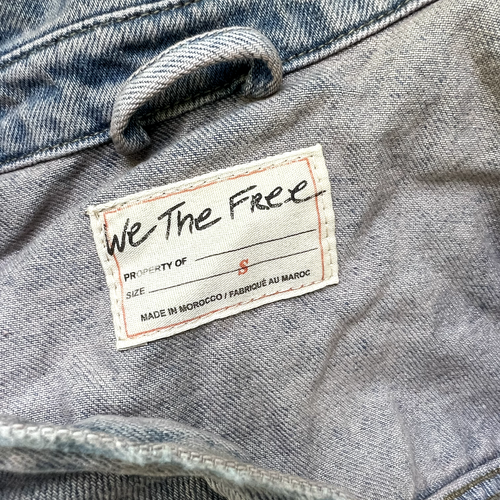 We The Free
PROPERTY OF
SIZE S
MADE IN MOROCCO / FABRIQUÉ AU MAROC